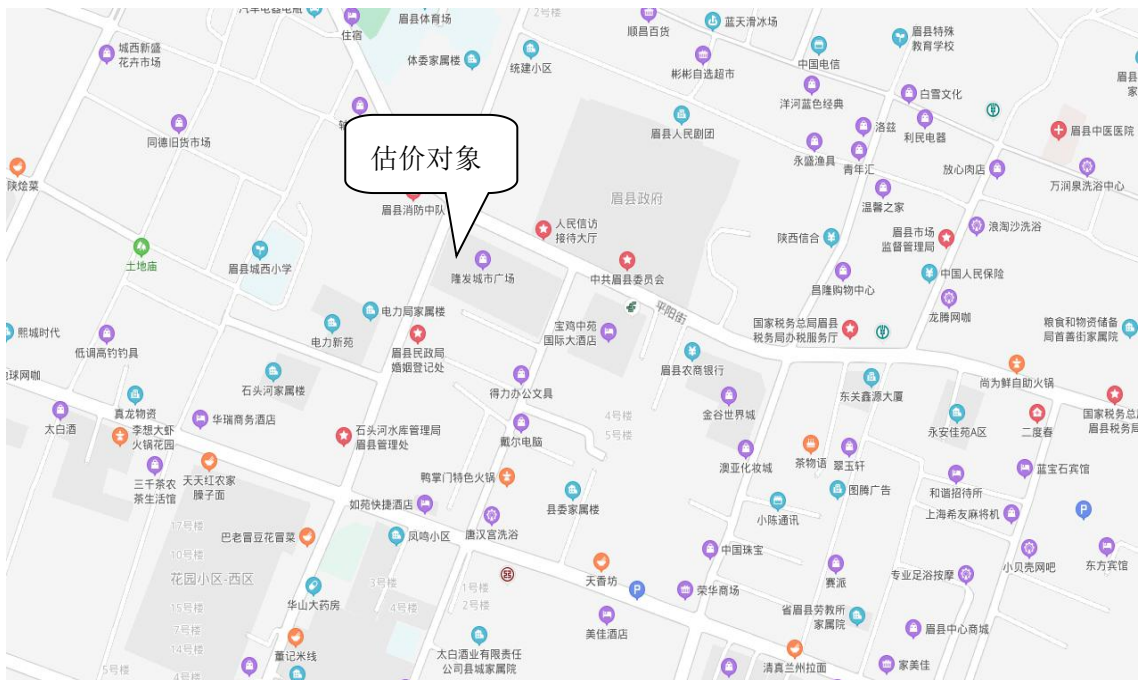 汽车电器电瓶
住宿
眉县体育场
2号楼
顺昌百货
蓝天滑冰场
眉县特殊
教育学校
城西新盛
花卉市场
体委家属楼
统建小区
彬彬自选超市
中国电信
洋河蓝色经典
白雪文化
同德旧货市场
眉县人民剧团
洛兹
利民电器
眉县中医医院
永盛渔具
青年汇
放心肉店
万润泉洗浴中心
陕烩菜
估价对象
眉县政府
温馨之家
眉县消防中队
人民信访
接待大厅
陕西信合
眉县市场
监督管理局
浪淘沙洗浴
土地庙
眉县城西小学
隆发城市广场
中共眉县委员会
中国人民保险
昌隆购物中心
平阳街
龙腾网咖
电力局家属楼
熙城时代
电力新苑
宝鸡中苑
国际大酒店
国家税务总局眉县
税务局办税服务厅
粮食和物资储备
局首善街家属院
低调高钓钓具
眉县民政局
婚姻登记处
眉县农商银行
尚为鲜自助火锅
石头河家属楼
得力办公文具
东关鑫源大厦
真龙物资
太白酒
李想大虾
火锅花园
华瑞商务酒店
石头河水库管理局
眉县管理处
戴尔电脑
4号楼
5号楼
金谷世界城
永安佳苑A区
二度春
国家税务总
眉县税务局
三千茶农
茶生活馆
天天红农家
臊子面
鸭掌门特色火锅
澳亚化妆城
茶物语
翠玉轩
蓝宝石宾馆
如苑快捷酒店
县委家属楼
图腾广告
和谐招待所
17号楼
巴老冒豆花冒菜
凤鸣小区
唐汉宫洗浴
小陈通讯
上海希友麻将机
10号楼
花园小区-西区
3号楼
1号楼
2号楼
天香坊
中国珠宝
赛派
专业足浴按摩
小贝壳网吧
东方宾馆
15号楼
华山大药房
4号楼
荣华商场
省眉县劳教所
家属院
7号楼
14号楼
董记米线
美佳酒店
眉县中心商城
5号楼
4号楼
太白酒业有限责任
公司县城家属院
清真兰州拉面
家美佳